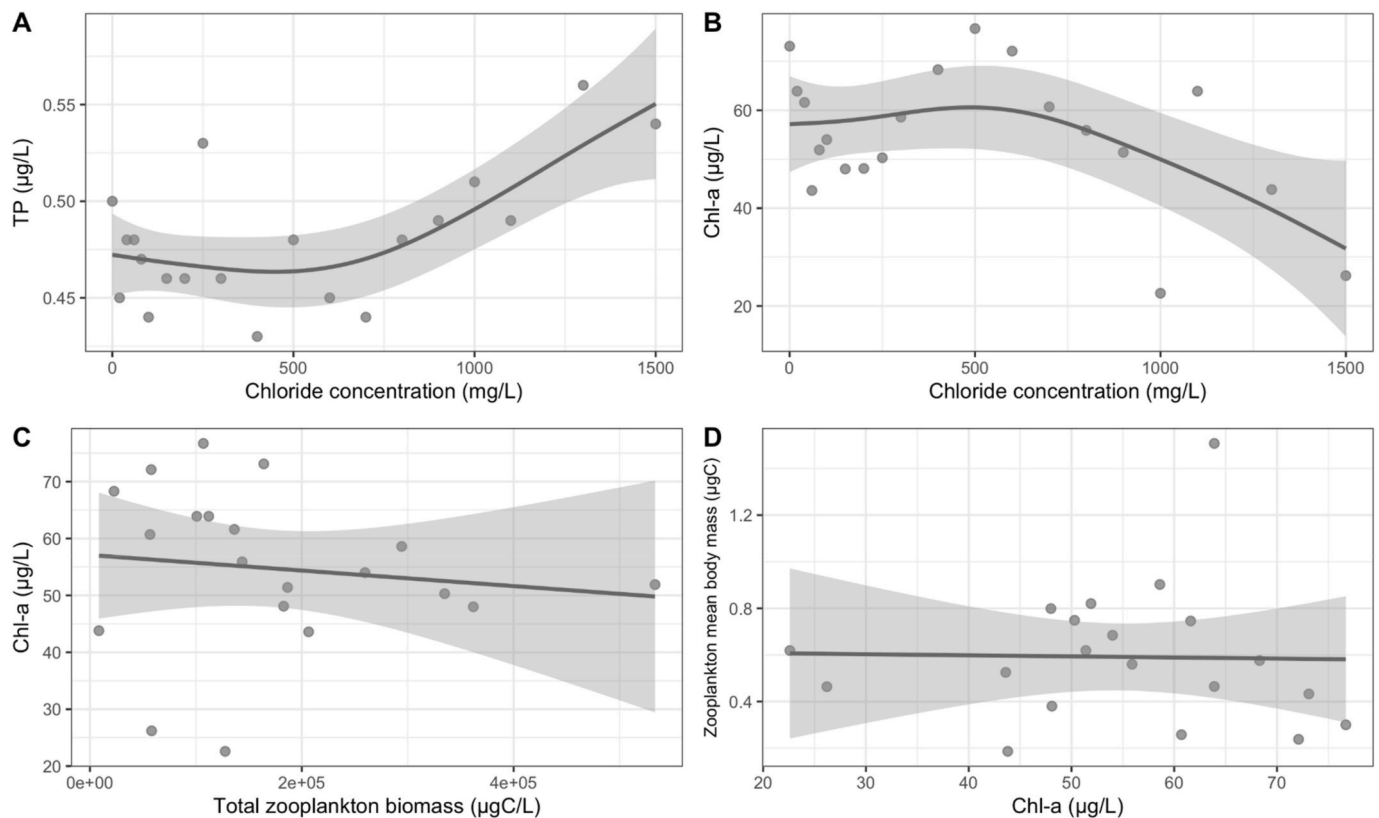 A
TP (µg/L)
0.55
0.50
0.45
0
500
1000
1500
Chloride concentration (mg/L)
B
Chl-a (µg/L)
60
40
20
0
500
1000
1500
Chloride concentration (mg/L)
C
Chl-a (µg/L)
70
60
50
40
30
20
0e+00
2e+05
4e+05
Total zooplankton biomass (µgC/L)
D
Zooplankton mean body mass (µgC)
1.2
0.8
0.4
20
30
40
50
60
70
Chl-a (µg/L)